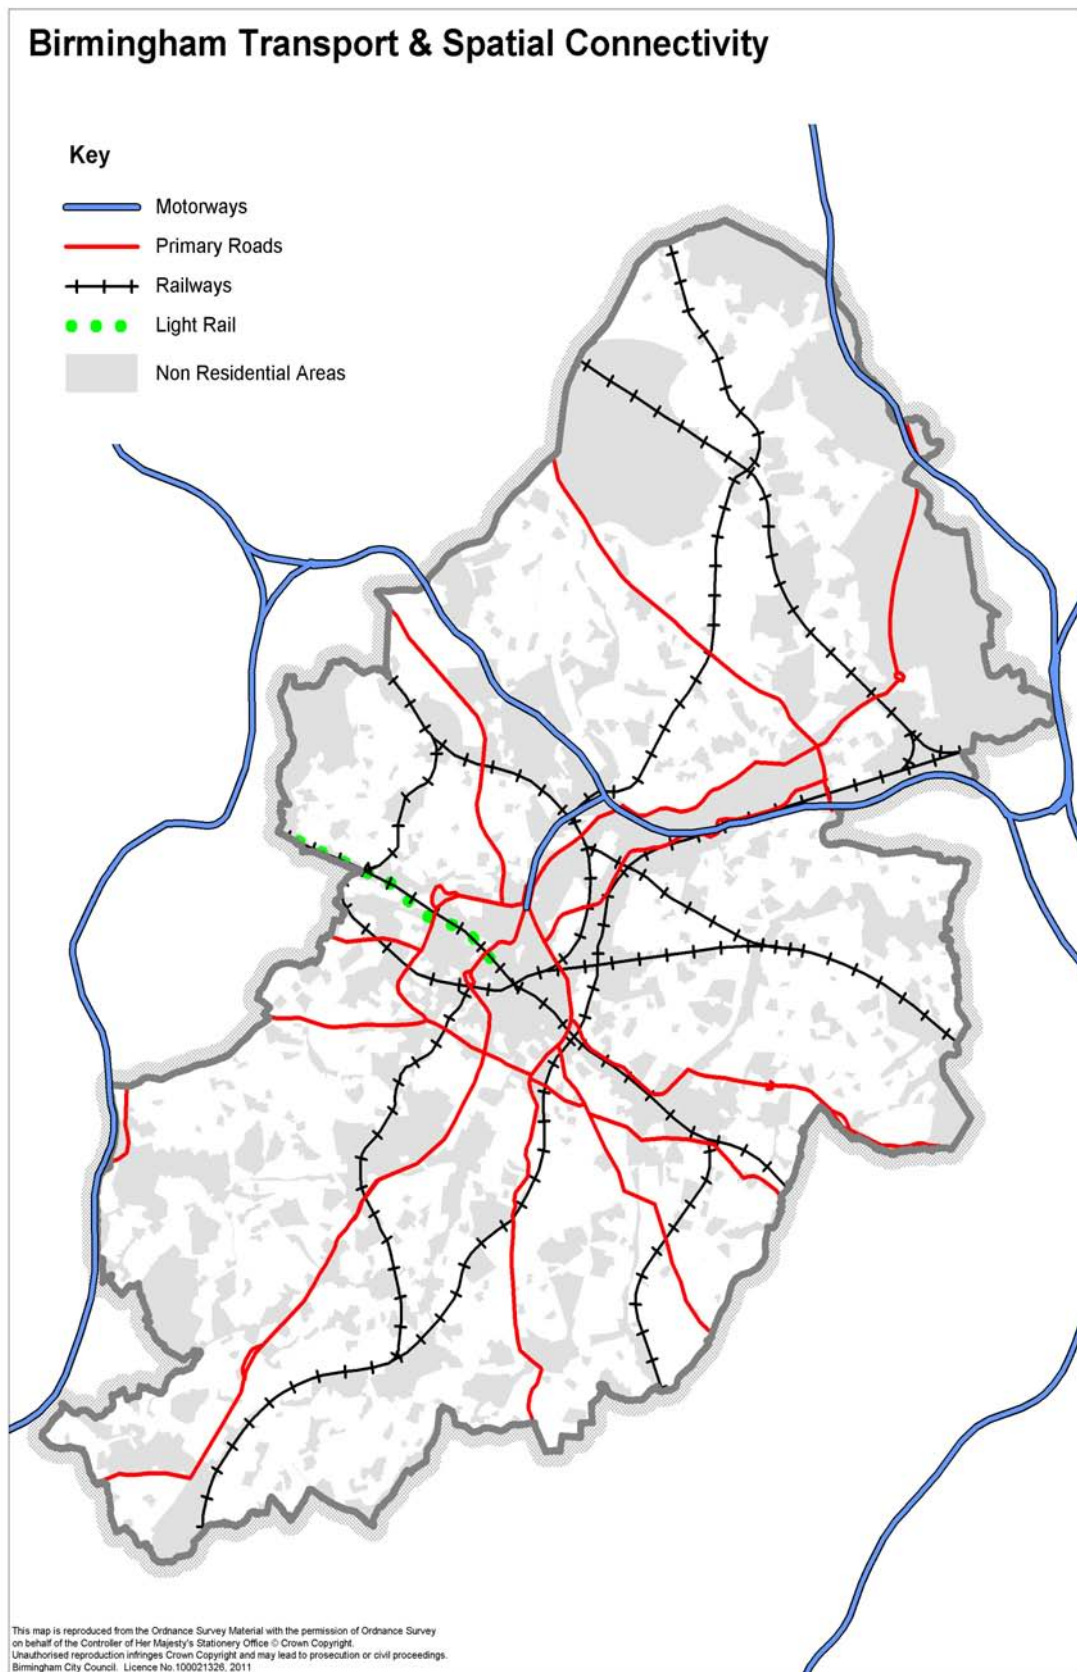 Birmingham Transport & Spatial Connectivity
Key
Motorways
Primary Roads
Railways
Light Rail
Non Residential Areas
This map is reproduced from the Ordnance Survey Material with the permission of Ordnance Survey
on behalf of the Controller of Her Majesty's Stationery Office © Crown Copyright.
Unauthorised reproduction infringes Crown Copyright and may lead to prosecution or civil proceedings.
Birmingham City Council. Licence No.100021326, 2011